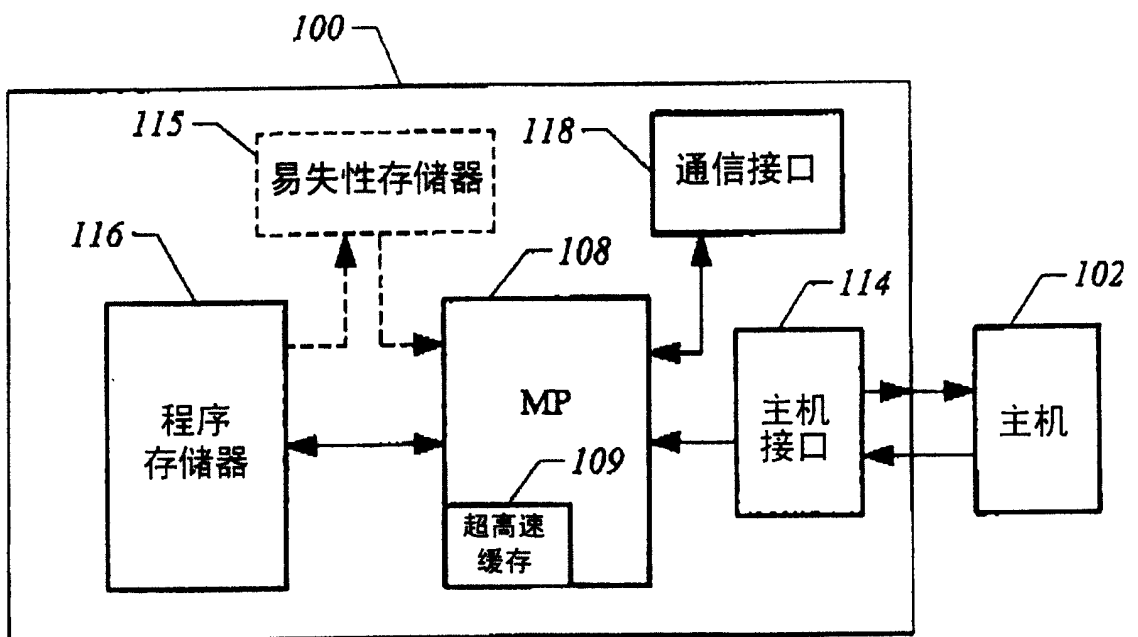 100
115
易失性存储器
118
通信接口
116
程序
存储器
108
MP
109
超高速
缓存
114
主机
接口
102
主机